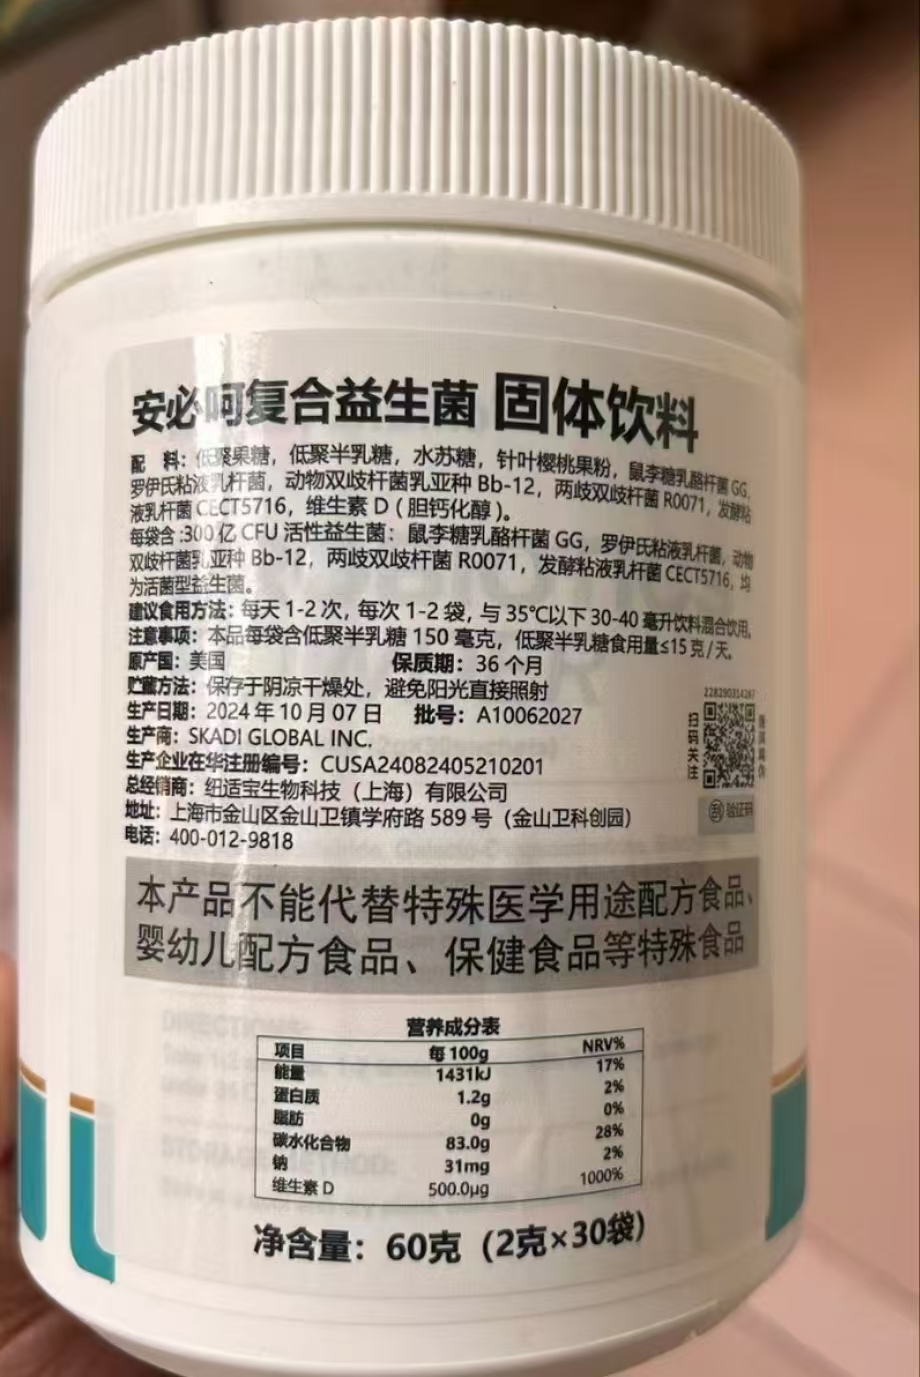 安必呵复合益生菌 固体饮料
配 料：低聚果糖，低聚半乳糖，水苏糖，针叶樱桃果粉，鼠李糖乳酪杆菌 GG，
罗伊氏粘液乳杆菌，动物双歧杆菌乳亚种 Bb-12，两歧双歧杆菌 R0071，发酵粘
液乳杆菌 CECT5716，维生素 D（胆钙化醇）。
每袋含:300 亿 CFU 活性益生菌：鼠李糖乳酪杆菌 GG，罗伊氏粘液乳杆菌，动物
双歧杆菌乳亚种 Bb-12，两歧双歧杆菌 R0071，发酵粘液乳杆菌 CECT5716，均
为活菌型益生菌。
建议食用方法：每天 1-2 次，每次 1-2 袋，与 35℃以下 30-40 毫升饮料混合饮用。
注意事项：本品每袋含低聚半乳糖 150 毫克，低聚半乳糖食用量≤15 克 / 天。
原产国：美国 保质期：36 个月
贮藏方法：保存于阴凉干燥处，避免阳光直接照射
生产日期：2024 年 10 月 07 日 批号：A10062027
生产商：SKADI GLOBAL INC.
生产企业在华注册编号：CUSA24082405210201
总经销商：纽适宝生物科技（上海）有限公司
地址：上海市金山区金山卫镇学府路 589 号（金山卫科创园）
电话：400-012-9818
扫码关注
刮 验证码
本产品不能代替特殊医学用途配方食品、
婴幼儿配方食品、保健食品等特殊食品
营养成分表
项目 每 100g NRV%
能量 1431kJ 17%
蛋白质 1.2g 2%
脂肪 0g 0%
碳水化合物 83.0g 28%
钠 31mg 2%
维生素 D 500.0μg 1000%
净含量：60克（2克×30袋）